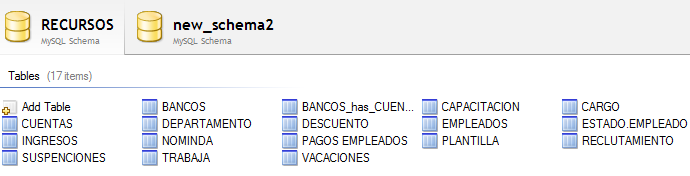 RECURSOS new_schema2
MySQL Schema MySQL Schema
Tables (17 items)
Add Table BANCOS BANCOS_has_CUEN... CAPACITACION CARGO
CUENTAS DEPARTAMENTO DESCUENTO EMPLEADOS ESTADO.EMPLEADO
INGRESOS NOMINDA PAGOS EMPLEADOS PLANTILLA RECLUTAMIENTO
SUSPENCIONES TRABAJA VACACIONES